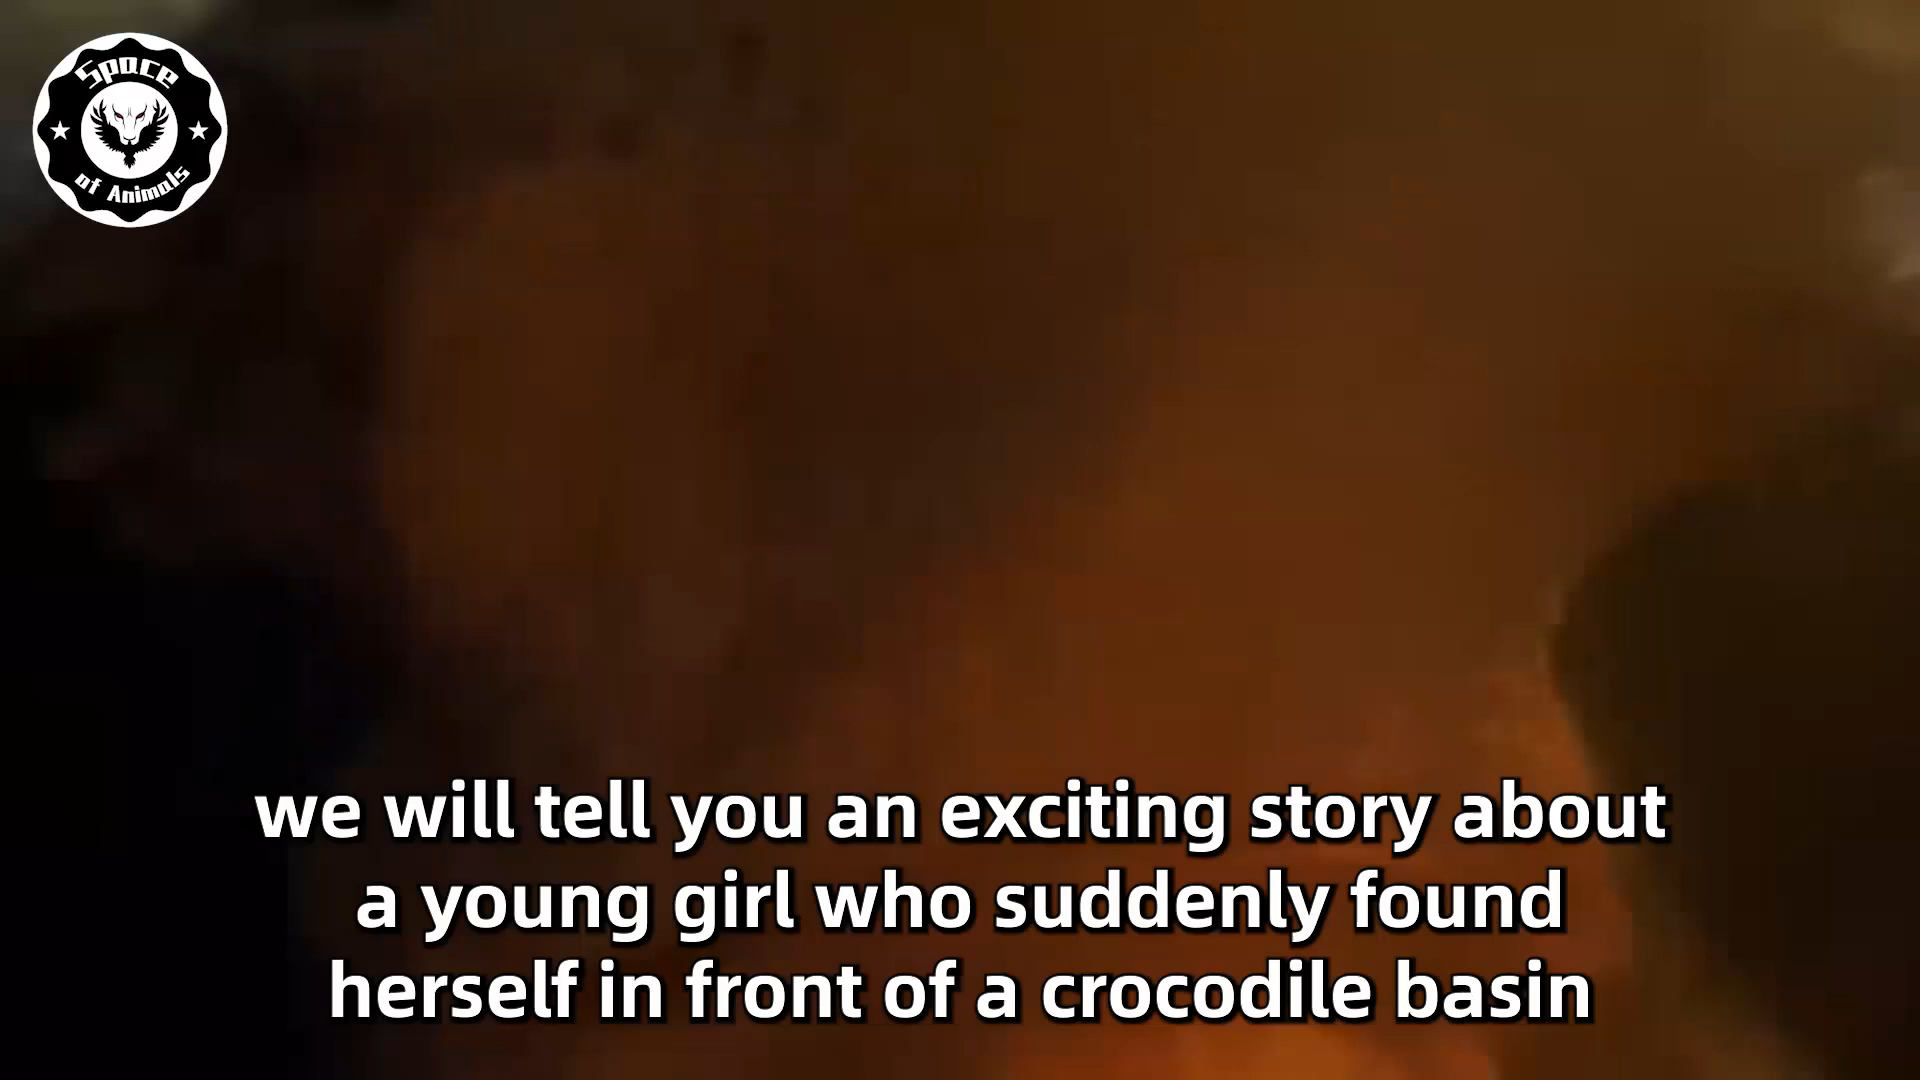 Space
of Animals
we will tell you an exciting story about
a young girl who suddenly found
herself in front of a crocodile basin